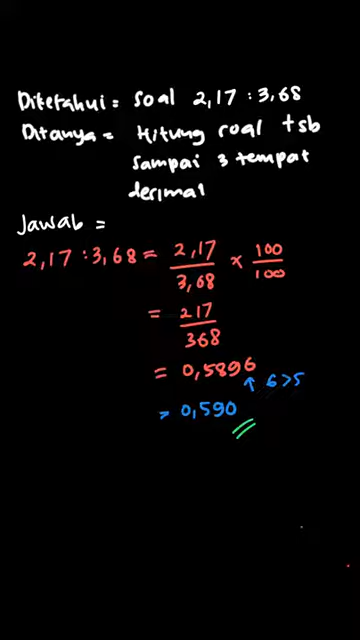 Diketahui = Soal 2,17 : 3,68
Ditanya = Hitung soal tsb
sampai 3 tempat
desimal
Jawab =
2,17 : 3,68 = 2,17/3,68 × 100/100
= 217/368
= 0,5896
↑ 6>5
= 0,590